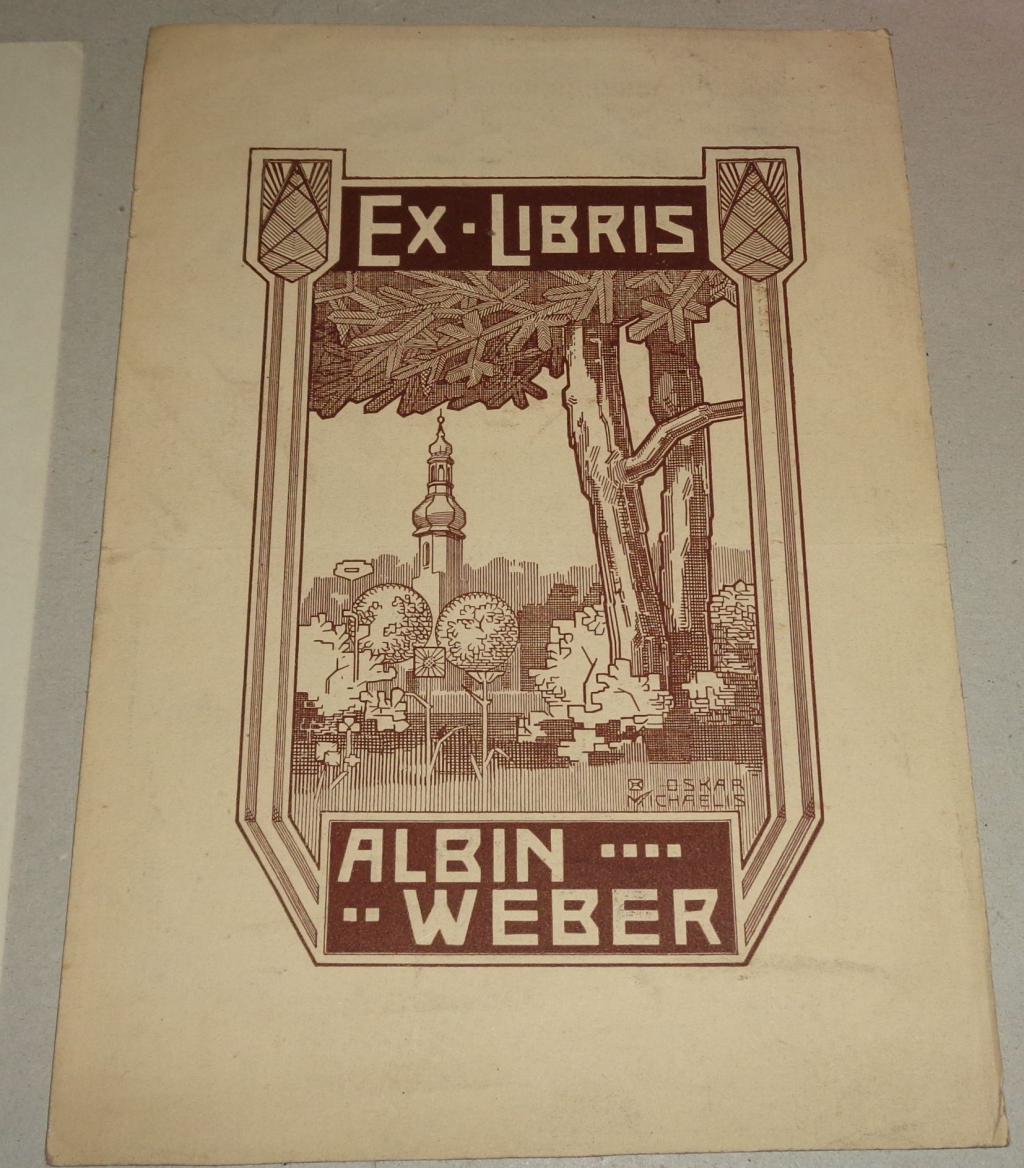 EX·LIBRIS
OSKAR
MICHAELIS
ALBIN ····
·· WEBER